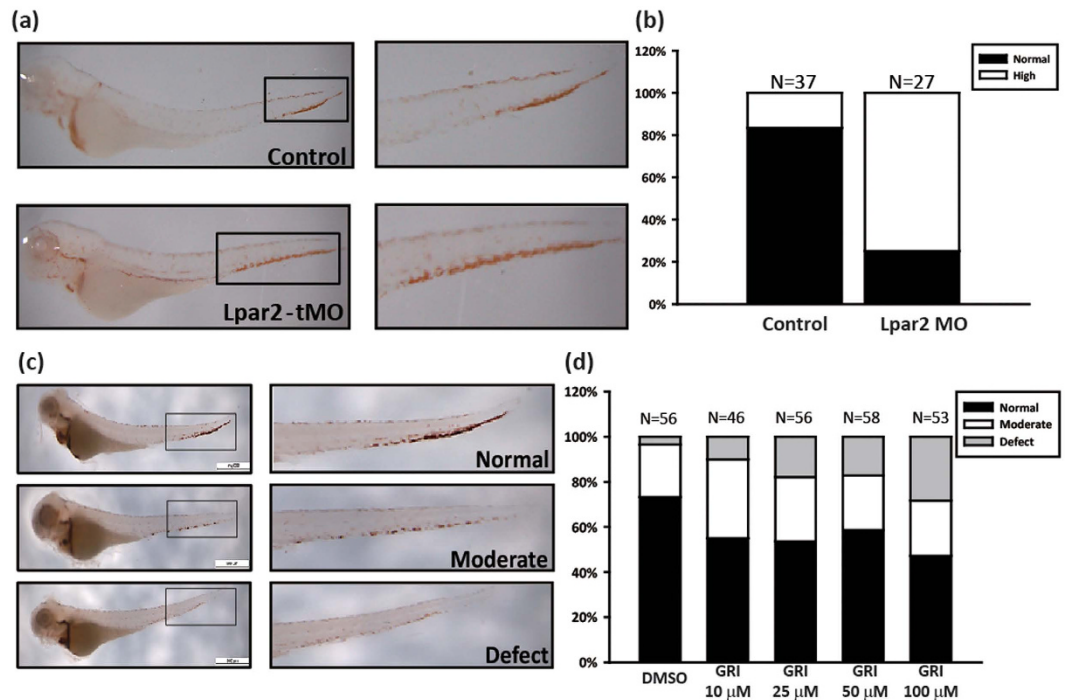 (a)
Control
Lpar2-tMO
(b)
120%
100%
80%
60%
40%
20%
0%
N=37
N=27
Normal
High
Control
Lpar2 MO
(c)
Normal
Moderate
Defect
(d)
120%
100%
80%
60%
40%
20%
0%
N=56
N=46
N=56
N=58
N=53
Normal
Moderate
Defect
DMSO
GRI
10 µM
GRI
25 µM
GRI
50 µM
GRI
100 µM